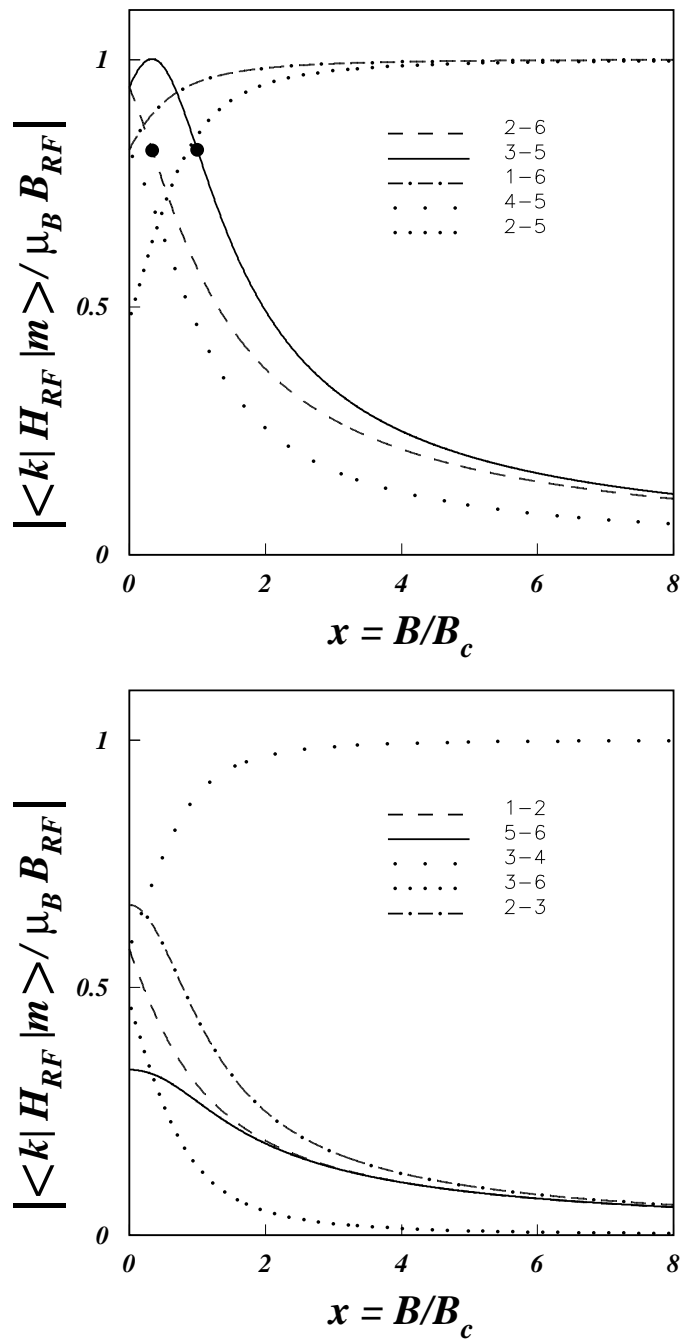 |<k| H_RF |m>/ μ_B B_RF|
1
0.5
0
2-6
3-5
1-6
4-5
2-5
0 2 4 6 8
x = B/B_c
|<k| H_RF |m>/ μ_B B_RF|
1
0.5
0
1-2
5-6
3-4
3-6
2-3
0 2 4 6 8
x = B/B_c